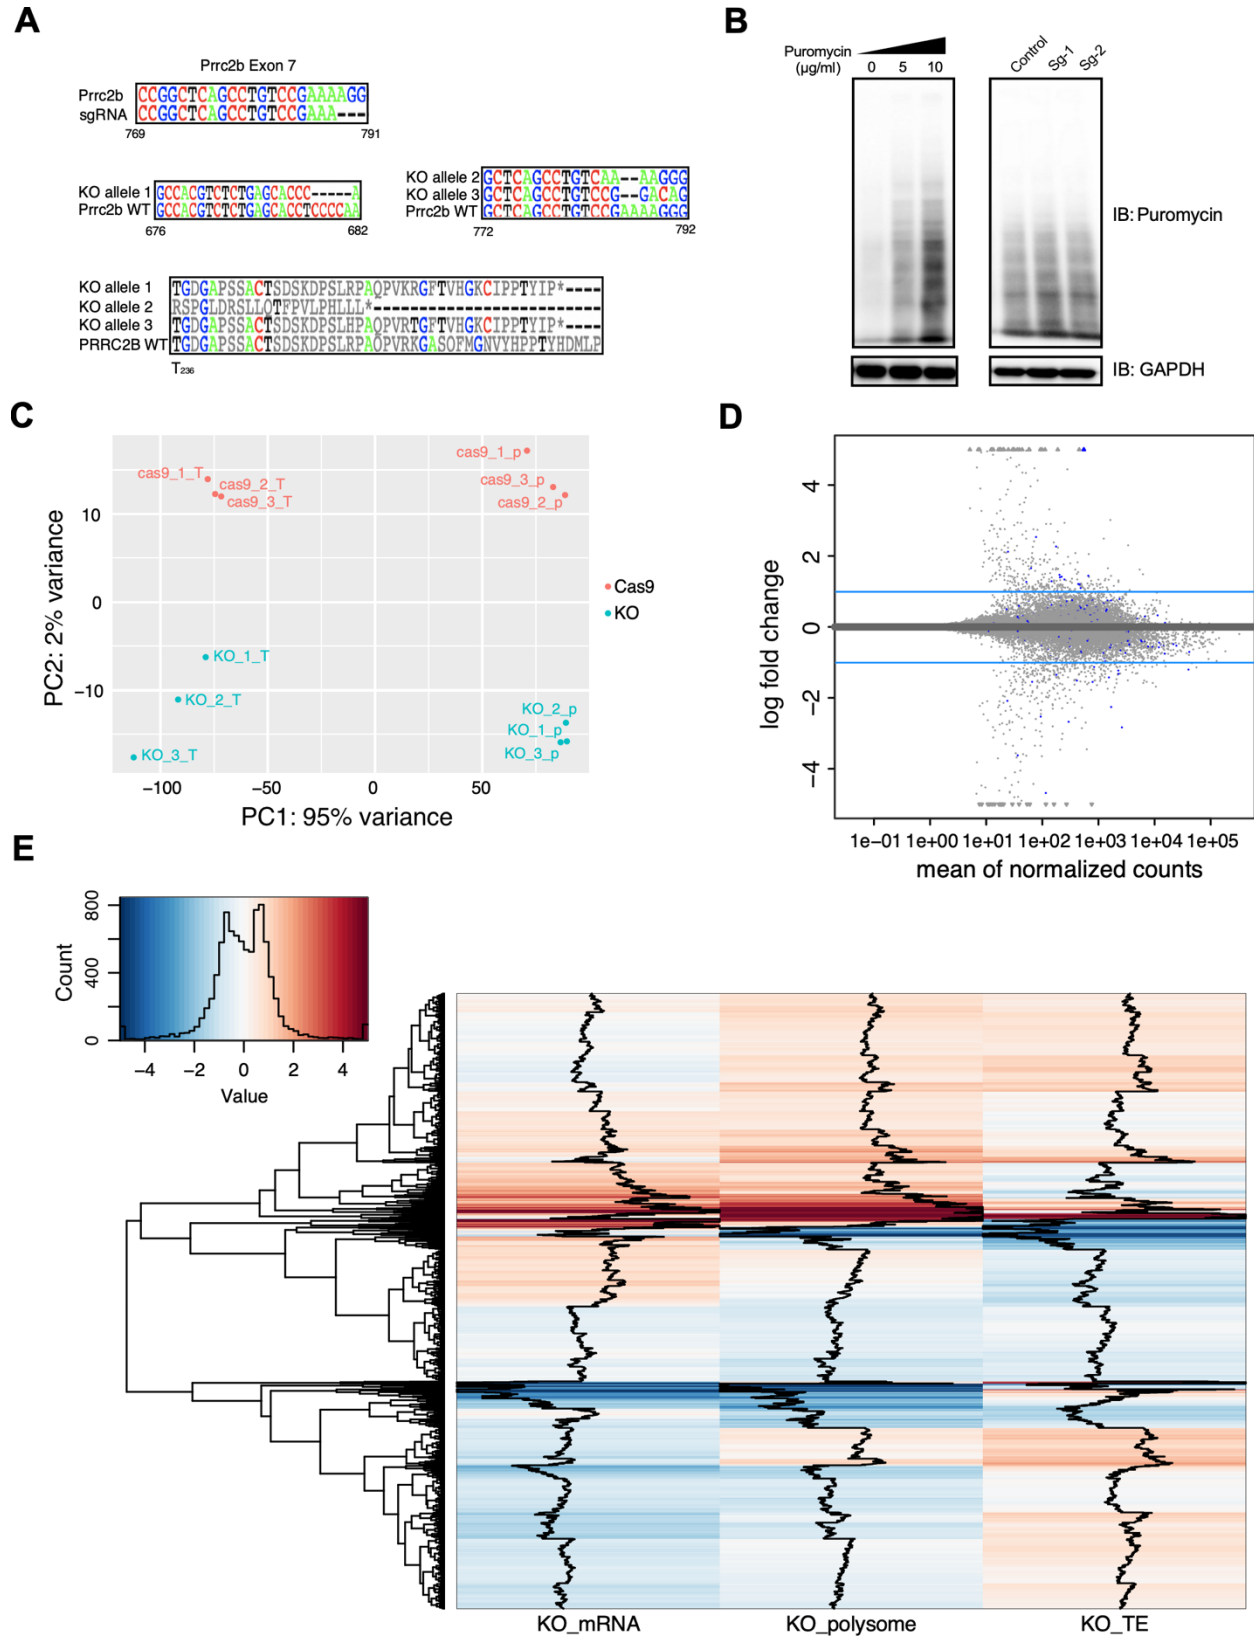 A
Prrc2b Exon 7
Prrc2b CCGGCTCAGCCTGTCCGAAAAGG
sgRNA CCGGCTCAGCCTGTCCGAAA---
769 791
KO allele 1 GCCACGTCTCTGAGCACCC-----A
Prrc2b WT GCCACGTCTCTGAGCACCTCCCCAA
676 682
KO allele 2 GCTCAGCCTGTCAA--AAGGG
KO allele 3 GCTCAGCCTGTCCG--GACAG
Prrc2b WT GCTCAGCCTGTCCGAAAAGGG
772 792
KO allele 1 TGDGAPSSACTSDSKDPSLRPAQPVKRGFTVHGKCIPPTYIP*----
KO allele 2 RSPGLDRSLLQTFPVLPHLLL*-------------------------
KO allele 3 TGDGAPSSACTSDSKDPSLHPAQPVRTGFTVHGKCIPPTYIP*----
PRRC2B WT TGDGAPSSACTSDSKDPSLRPAQPVRKGASQFMGNVYHPPTYHDMLP
T236
B
Puromycin
(µg/ml) 0 5 10
Control Sg-1 Sg-2
IB: Puromycin
IB: GAPDH
C
cas9_1_T
cas9_2_T
cas9_3_T
cas9_1_p
cas9_3_p
cas9_2_p
KO_1_T
KO_2_T
KO_3_T
KO_2_p
KO_1_p
KO_3_p
10
0
−10
PC2: 2% variance
−100 −50 0 50
PC1: 95% variance
Cas9
KO
D
4
2
0
−2
−4
log fold change
1e−01 1e+00 1e+01 1e+02 1e+03 1e+04 1e+05
mean of normalized counts
E
800
400
0
Count
−4 −2 0 2 4
Value
KO_mRNA KO_polysome KO_TE